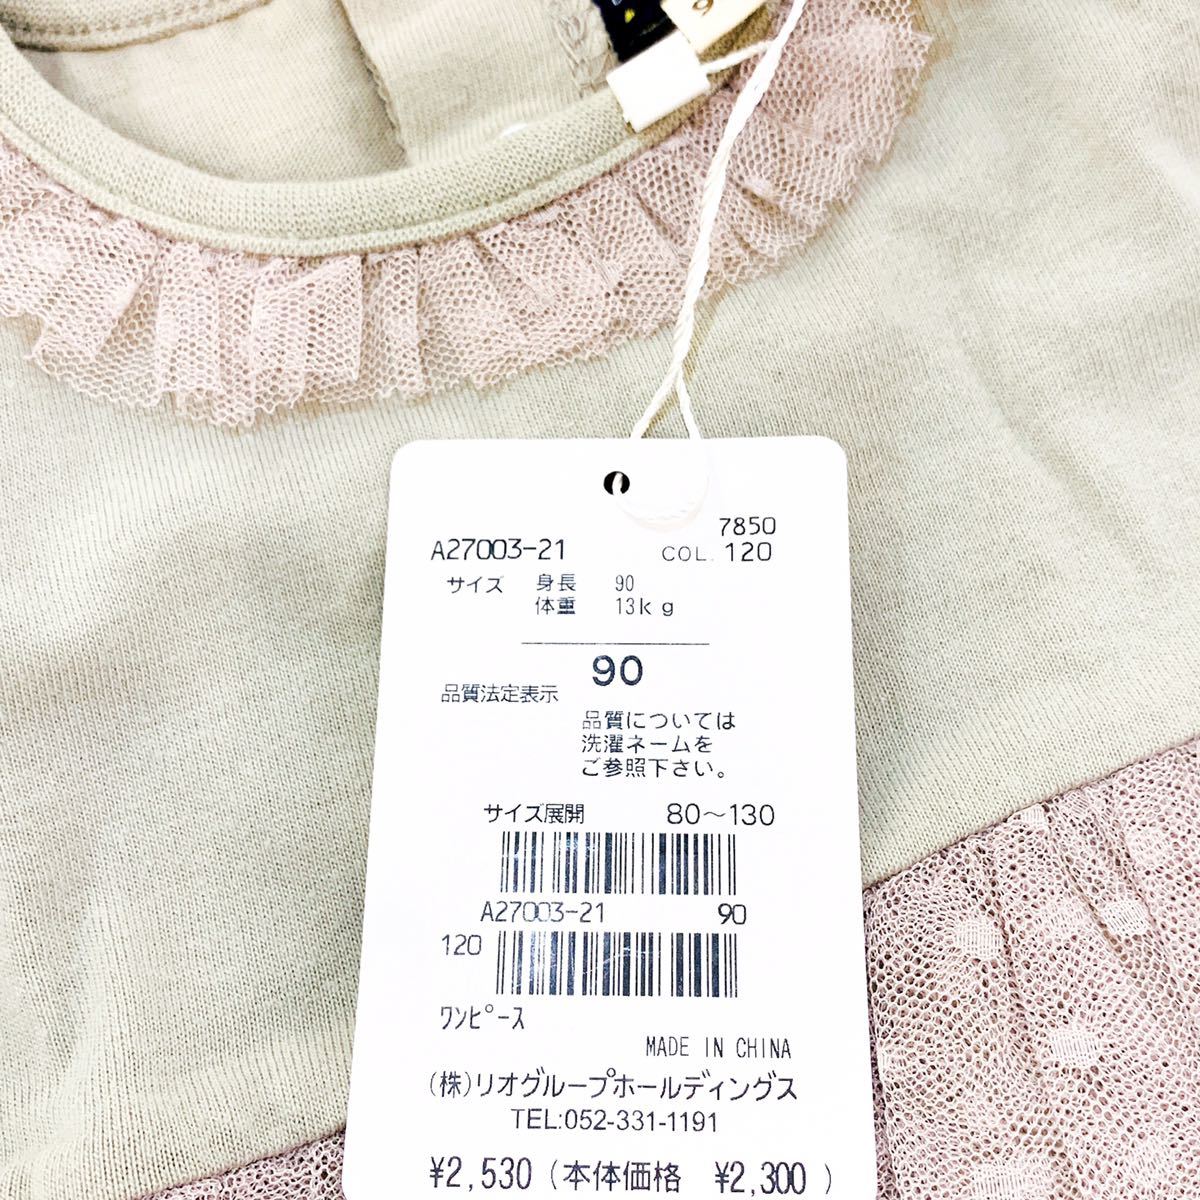 9
7850
A27003-21 COL. 120
サイズ 身長 90
体重 13kg
90
品質法定表示
品質については
洗濯ネームを
ご参照下さい。
サイズ展開 80～130
A27003-21 90
120
ﾜﾝﾋﾟｰｽ
MADE IN CHINA
(株)リオグループホールディングス
TEL:052-331-1191
¥2,530 (本体価格 ¥2,300 )